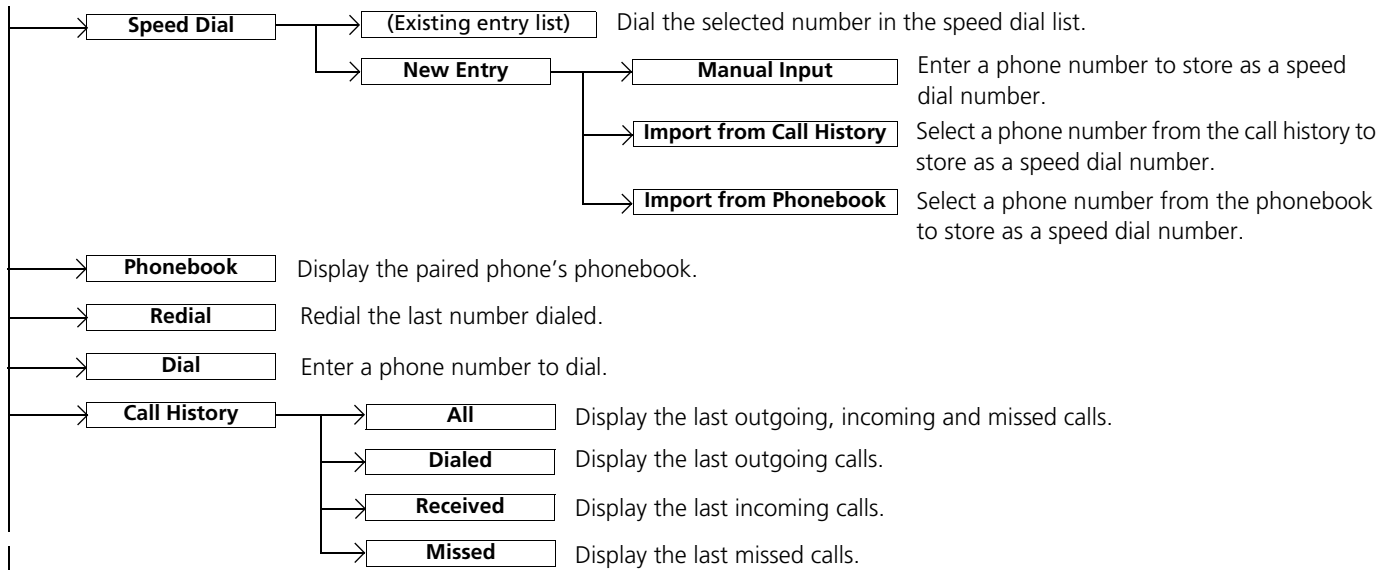 Speed Dial
(Existing entry list)
Dial the selected number in the speed dial list.
New Entry
Manual Input
Enter a phone number to store as a speed
dial number.
Import from Call History
Select a phone number from the call history to
store as a speed dial number.
Import from Phonebook
Select a phone number from the phonebook
to store as a speed dial number.
Phonebook
Display the paired phone’s phonebook.
Redial
Redial the last number dialed.
Dial
Enter a phone number to dial.
Call History
All
Display the last outgoing, incoming and missed calls.
Dialed
Display the last outgoing calls.
Received
Display the last incoming calls.
Missed
Display the last missed calls.